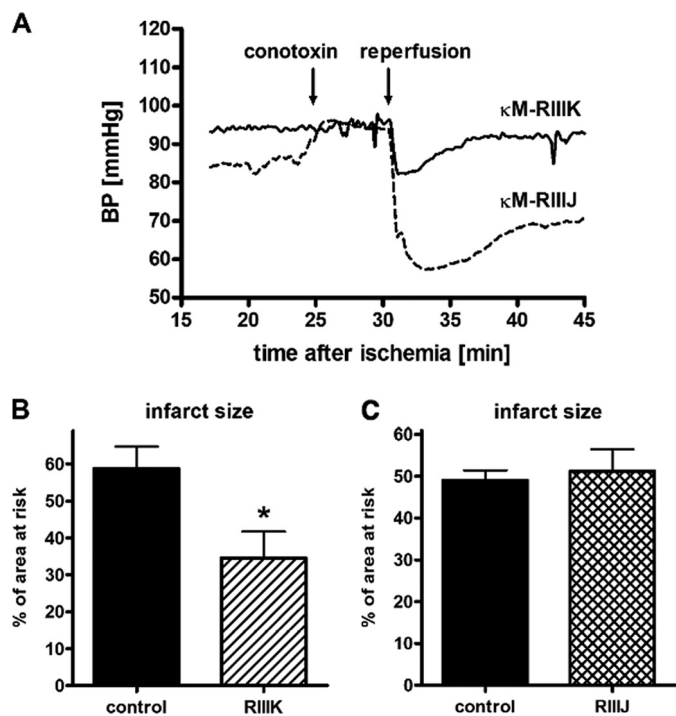 A
120
110
100
90
80
70
60
50
BP [mmHg]
conotoxin
reperfusion
κM-RIIIK
κM-RIIIJ
15 20 25 30 35 40 45
time after ischemia [min]
B
infarct size
60
50
40
30
20
10
0
% of area at risk
*
control RIIIK
C
infarct size
60
50
40
30
20
10
0
% of area at risk
control RIIIJ